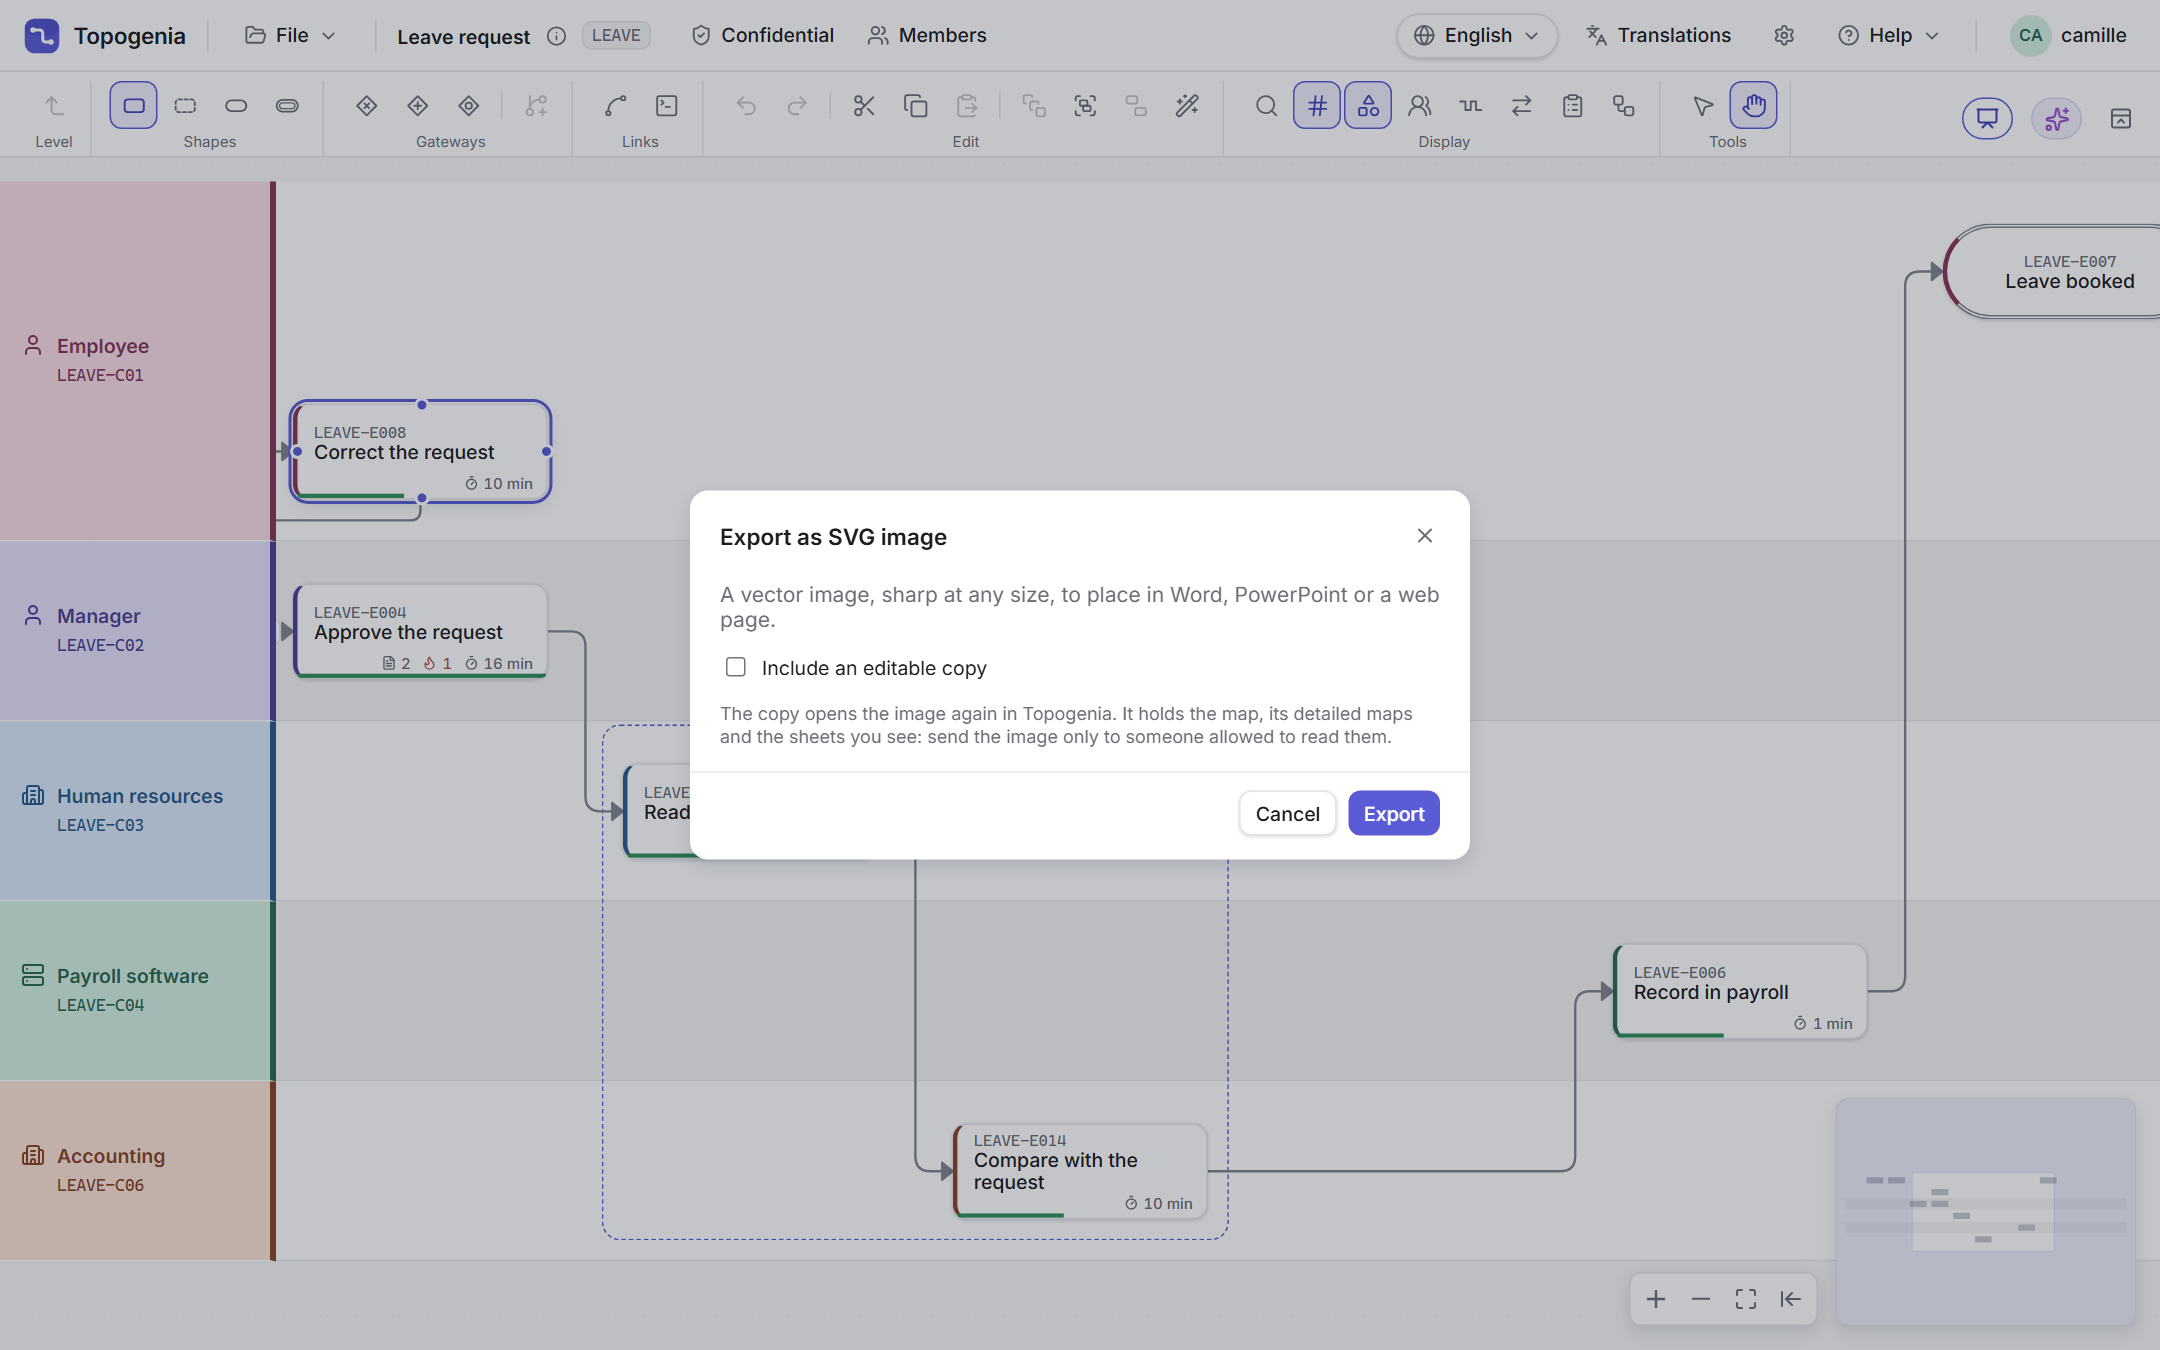 Topogenia
File
Leave request
LEAVE
Confidential
Members
English
Translations
Help
CA
camille
Level
Shapes
Gateways
Links
Edit
Display
Tools
Employee
LEAVE-C01
LEAVE-E007
Leave booked
LEAVE-E008
Correct the request
10 min
Manager
LEAVE-C02
LEAVE-E004
Approve the request
2
1
16 min
Export as SVG image
A vector image, sharp at any size, to place in Word, PowerPoint or a web
page.
Include an editable copy
The copy opens the image again in Topogenia. It holds the map, its detailed maps
and the sheets you see: send the image only to someone allowed to read them.
Cancel
Export
Human resources
LEAVE-C03
LEAVE
Read
Payroll software
LEAVE-C04
LEAVE-E006
Record in payroll
1 min
Accounting
LEAVE-C06
LEAVE-E014
Compare with the
request
10 min